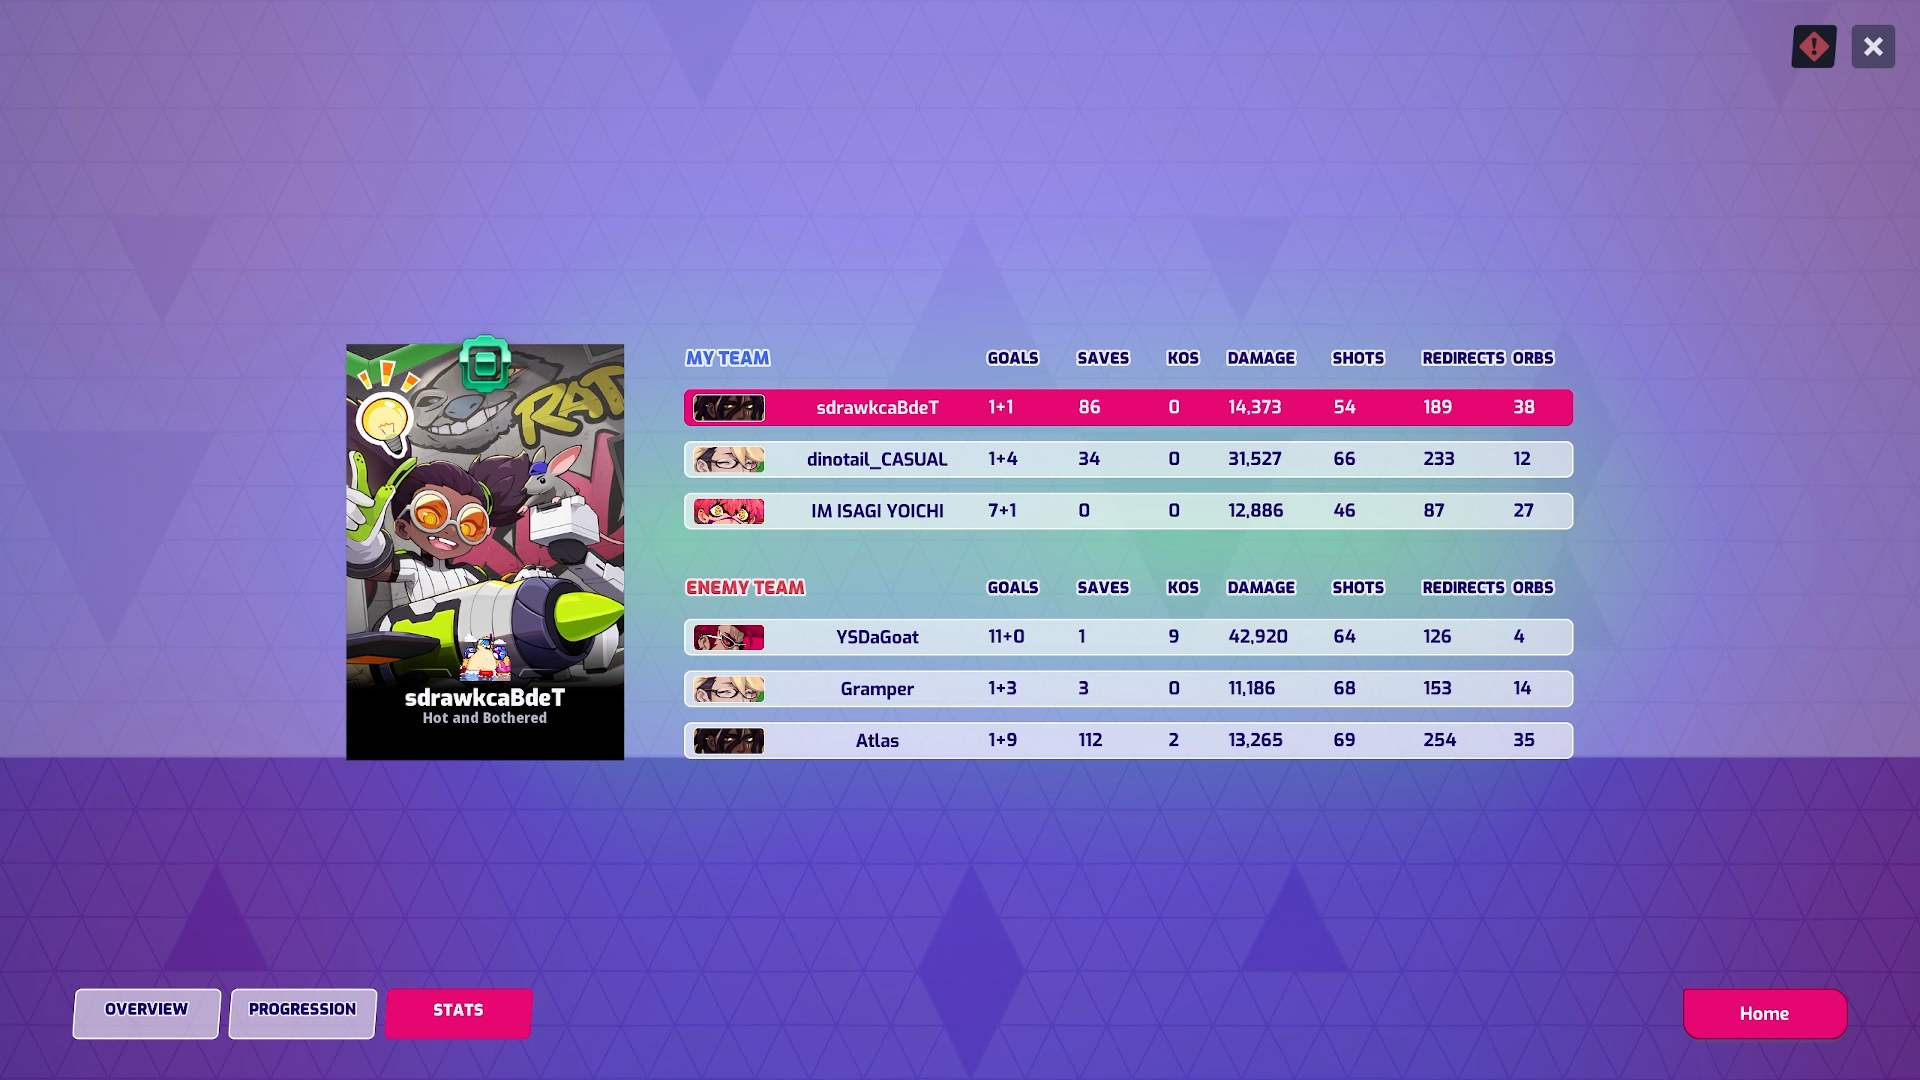 RAT
sdrawkcaBdeT
Hot and Bothered
MY TEAM GOALS SAVES KOS DAMAGE SHOTS REDIRECTS ORBS
sdrawkcaBdeT 1+1 86 0 14,373 54 189 38
dinotail_CASUAL 1+4 34 0 31,527 66 233 12
IM ISAGI YOICHI 7+1 0 0 12,886 46 87 27
ENEMY TEAM GOALS SAVES KOS DAMAGE SHOTS REDIRECTS ORBS
YSDaGoat 11+0 1 9 42,920 64 126 4
Gramper 1+3 3 0 11,186 68 153 14
Atlas 1+9 112 2 13,265 69 254 35
OVERVIEW PROGRESSION STATS Home